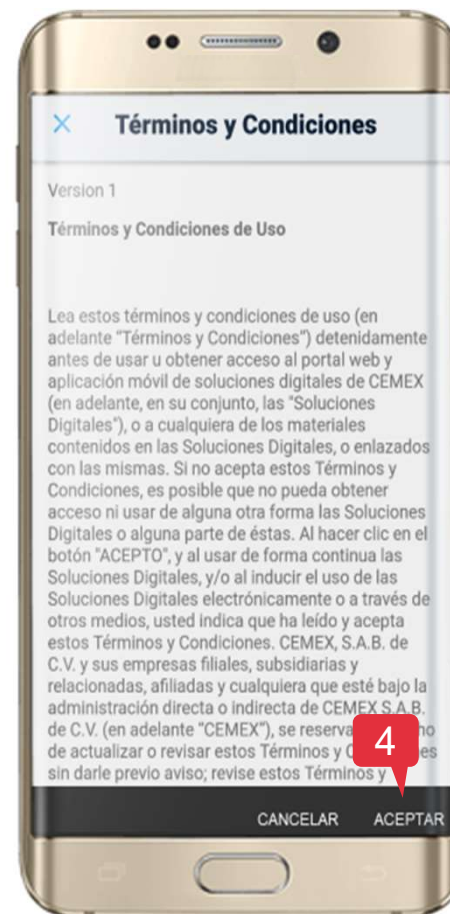 Términos y Condiciones
Version 1
Términos y Condiciones de Uso
Lea estos términos y condiciones de uso (en
adelante “Términos y Condiciones”) detenidamente
antes de usar u obtener acceso al portal web y
aplicación móvil de soluciones digitales de CEMEX
(en adelante, en su conjunto, las "Soluciones
Digitales"), o a cualquiera de los materiales
contenidos en las Soluciones Digitales, o enlazados
con las mismas. Si no acepta estos Términos y
Condiciones, es posible que no pueda obtener
acceso ni usar de alguna otra forma las Soluciones
Digitales o alguna parte de éstas. Al hacer clic en el
botón "ACEPTO", y al usar de forma continua las
Soluciones Digitales, y/o al inducir el uso de las
Soluciones Digitales electrónicamente o a través de
otros medios, usted indica que ha leído y acepta
estos Términos y Condiciones. CEMEX, S.A.B. de
C.V. y sus empresas filiales, subsidiarias y
relacionadas, afiliadas y cualquiera que esté bajo la
administración directa o indirecta de CEMEX S.A.B.
de C.V. (en adelante “CEMEX”), se reserva
de actualizar o revisar estos Términos y
sin darle previo aviso; revise estos Términos y
4
CANCELAR ACEPTAR